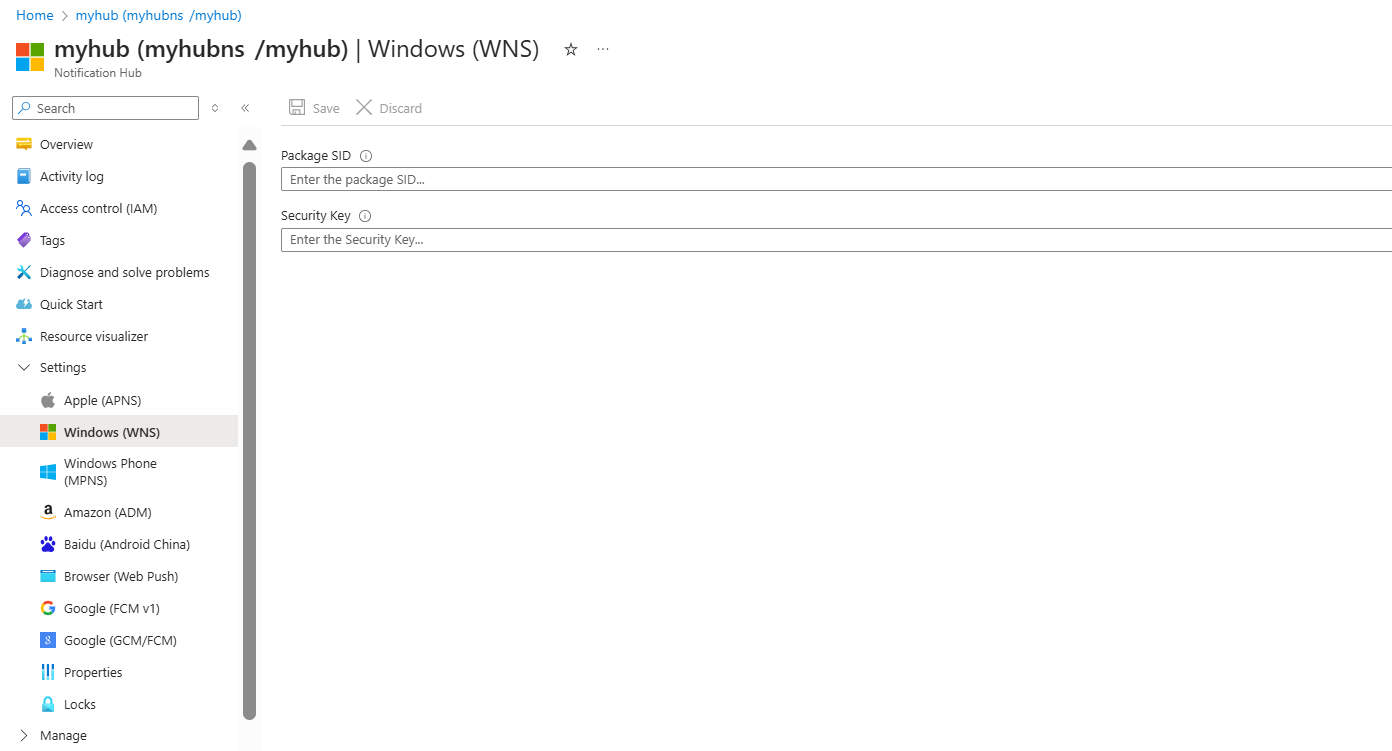 Home > myhub (myhubns /myhub)
myhub (myhubns /myhub) | Windows (WNS)
...
Notification Hub
Search
Save
Discard
Overview
Activity log
Access control (IAM)
Tags
Diagnose and solve problems
Quick Start
Resource visualizer
Settings
Apple (APNS)
Windows (WNS)
Windows Phone
(MPNS)
Amazon (ADM)
Baidu (Android China)
Browser (Web Push)
Google (FCM v1)
Google (GCM/FCM)
Properties
Locks
Manage
Package SID
Enter the package SID...
Security Key
Enter the Security Key...